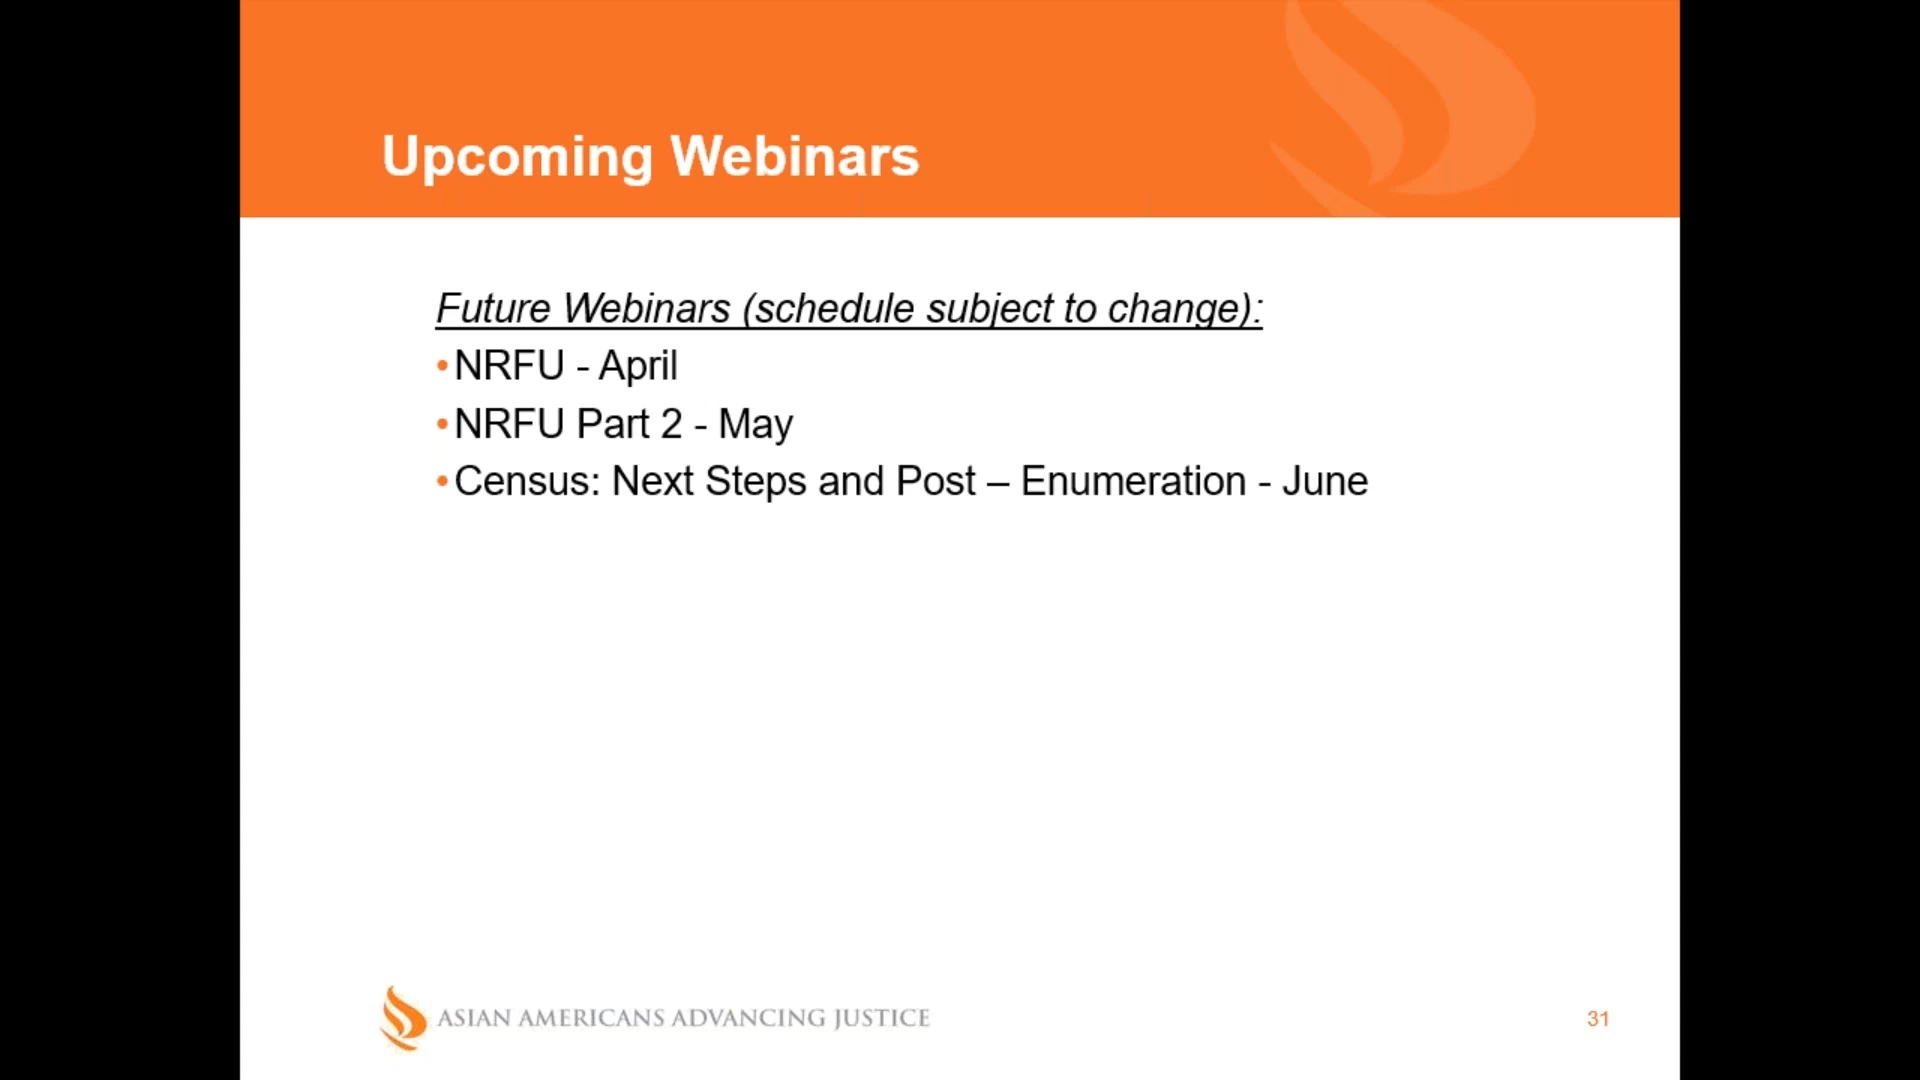 Upcoming Webinars
Future Webinars (schedule subject to change):
•NRFU - April
•NRFU Part 2 - May
•Census: Next Steps and Post – Enumeration - June
ASIAN AMERICANS ADVANCING JUSTICE
31